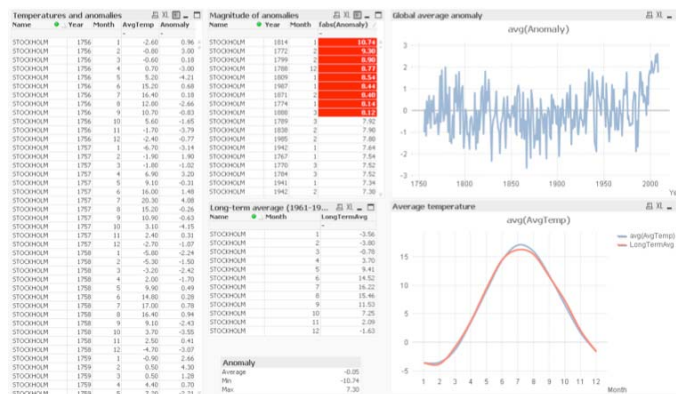 Temperatures and anomalies
Name Year Month AvgTemp Anomaly
STOCKHOLM 1756 1 -2.60 0.96
STOCKHOLM 1756 2 -0.80 3.00
STOCKHOLM 1756 3 -0.60 0.18
STOCKHOLM 1756 4 0.70 -3.00
STOCKHOLM 1756 5 5.20 -4.21
STOCKHOLM 1756 6 15.20 0.68
STOCKHOLM 1756 7 16.40 0.18
STOCKHOLM 1756 8 12.80 -2.66
STOCKHOLM 1756 9 10.70 -0.83
STOCKHOLM 1756 10 5.60 -1.65
STOCKHOLM 1756 11 -1.70 -3.79
STOCKHOLM 1756 12 -2.40 -0.77
STOCKHOLM 1757 1 -6.70 -3.14
STOCKHOLM 1757 2 -1.90 1.90
STOCKHOLM 1757 3 -1.80 -1.02
STOCKHOLM 1757 4 6.90 3.20
STOCKHOLM 1757 5 9.10 -0.31
STOCKHOLM 1757 6 16.00 1.48
STOCKHOLM 1757 7 20.30 4.08
STOCKHOLM 1757 8 15.20 -0.26
STOCKHOLM 1757 9 10.90 -0.63
STOCKHOLM 1757 10 3.10 -4.15
STOCKHOLM 1757 11 2.40 0.31
STOCKHOLM 1757 12 -2.70 -1.07
STOCKHOLM 1758 1 -5.80 -2.24
STOCKHOLM 1758 2 -5.30 -1.50
STOCKHOLM 1758 3 -3.20 -2.42
STOCKHOLM 1758 4 2.00 -1.70
STOCKHOLM 1758 5 9.90 0.49
STOCKHOLM 1758 6 14.80 0.28
STOCKHOLM 1758 7 17.00 0.78
STOCKHOLM 1758 8 16.40 0.94
STOCKHOLM 1758 9 9.10 -2.43
STOCKHOLM 1758 10 3.70 -3.55
STOCKHOLM 1758 11 2.50 0.41
STOCKHOLM 1758 12 -4.70 -3.07
STOCKHOLM 1759 1 -0.90 2.66
STOCKHOLM 1759 2 0.50 4.30
STOCKHOLM 1759 3 0.50 1.28
STOCKHOLM 1759 4 4.40 0.70
Magnitude of anomalies
Name Year Month fabs(Anomaly)
STOCKHOLM 1814 1 10.74
STOCKHOLM 1772 2 9.30
STOCKHOLM 1799 2 8.90
STOCKHOLM 1788 12 8.77
STOCKHOLM 1809 1 8.54
STOCKHOLM 1987 1 8.44
STOCKHOLM 1871 2 8.40
STOCKHOLM 1774 1 8.14
STOCKHOLM 1888 3 8.12
STOCKHOLM 1789 3 7.92
STOCKHOLM 1838 2 7.90
STOCKHOLM 1985 2 7.80
STOCKHOLM 1942 1 7.64
STOCKHOLM 1767 1 7.54
STOCKHOLM 1770 3 7.52
STOCKHOLM 1784 3 7.52
STOCKHOLM 1941 1 7.34
STOCKHOLM 1942 2 7.30
Long-term average (1961-19...
Name Month LongTermAvg
STOCKHOLM 1 -3.56
STOCKHOLM 2 -3.80
STOCKHOLM 3 -0.78
STOCKHOLM 4 3.70
STOCKHOLM 5 9.41
STOCKHOLM 6 14.52
STOCKHOLM 7 16.22
STOCKHOLM 8 15.46
STOCKHOLM 9 11.53
STOCKHOLM 10 7.25
STOCKHOLM 11 2.09
STOCKHOLM 12 -1.63
Anomaly
Average -0.05
Min -10.74
Max 7.30
Global average anomaly
avg(Anomaly)
3
2
1
0
-1
-2
-3
1750 1800 1850 1900 1950 2000
Average temperature
avg(AvgTemp)
avg(AvgTemp)
LongTermAvg
15
10
5
0
-5
1 2 3 4 5 6 7 8 9 10 11 12
Month